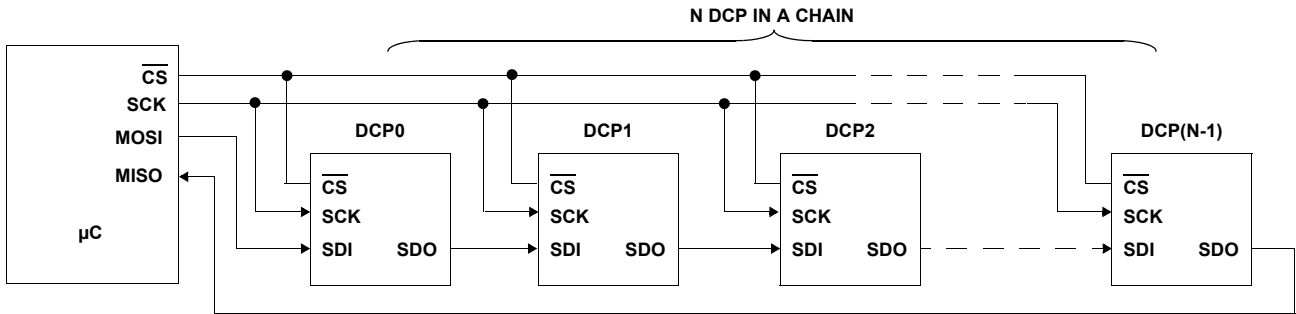 N DCP IN A CHAIN
CS
SCK
MOSI
MISO
µC
DCP0
CS
SCK
SDI SDO
DCP1
CS
SCK
SDI SDO
DCP2
CS
SCK
SDI SDO
DCP(N-1)
CS
SCK
SDI SDO